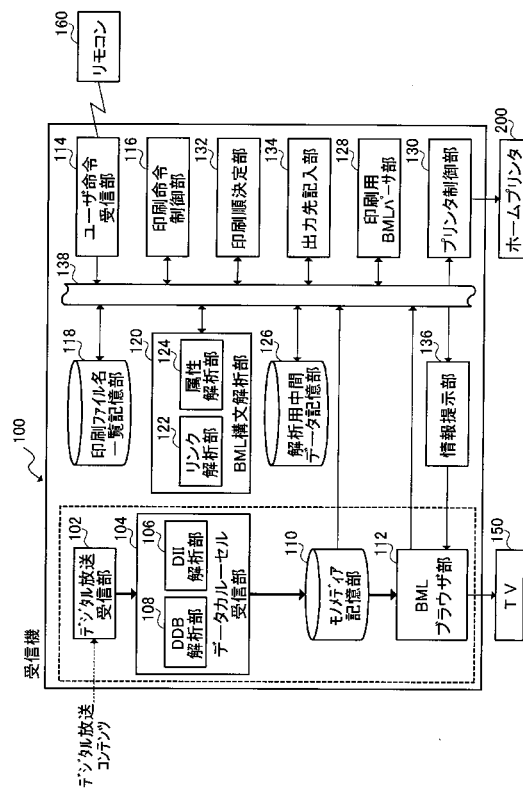 100
受信機
デジタル放送
コンテンツ
102
デジタル放送
受信部
104
108
DDB
解析部
106
DII
解析部
データカルーセル
受信部
110
モノメディア
記憶部
112
BML
ブラウザ部
150
TV
118
印刷ファイル名
一覧記憶部
120
122
リンク
解析部
124
属性
解析部
BML構文解析部
126
解析用中間
データ記憶部
136
情報提示部
138
114
ユーザ命令
受信部
116
印刷命令
制御部
132
印刷順決定部
134
出力先記入部
128
印刷用
BMLパーサ部
130
プリンタ制御部
160
リモコン
200
ホームプリンタ